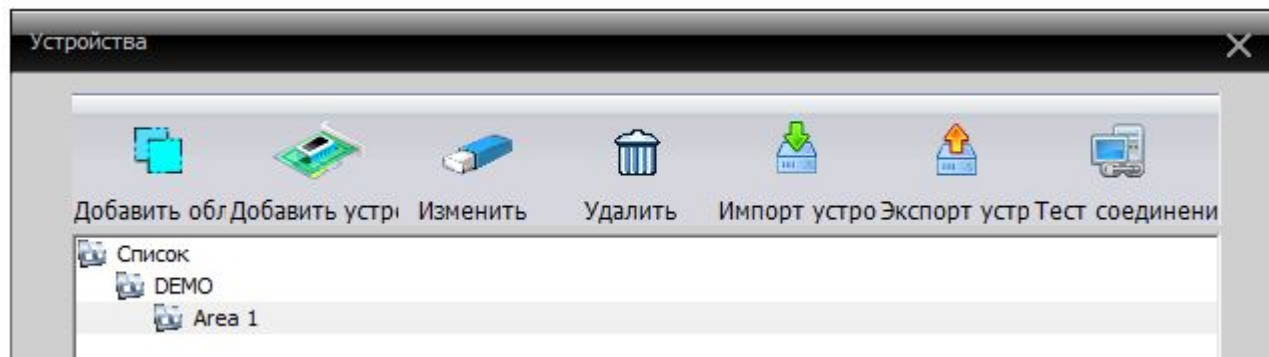 Устройства
Добавить обл Добавить устр Изменить Удалить Импорт устро Экспорт устр Тест соединени
Список
DEMO
Area 1